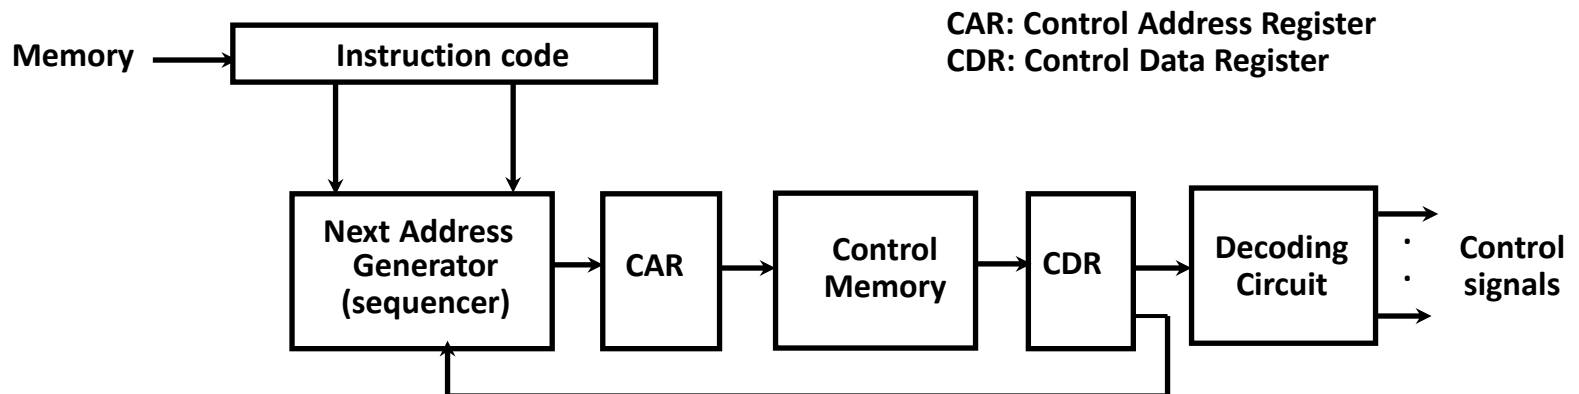 CAR: Control Address Register
CDR: Control Data Register
Memory
Instruction code
Next Address
Generator
(sequencer)
CAR
Control
Memory
CDR
Decoding
Circuit
Control
signals